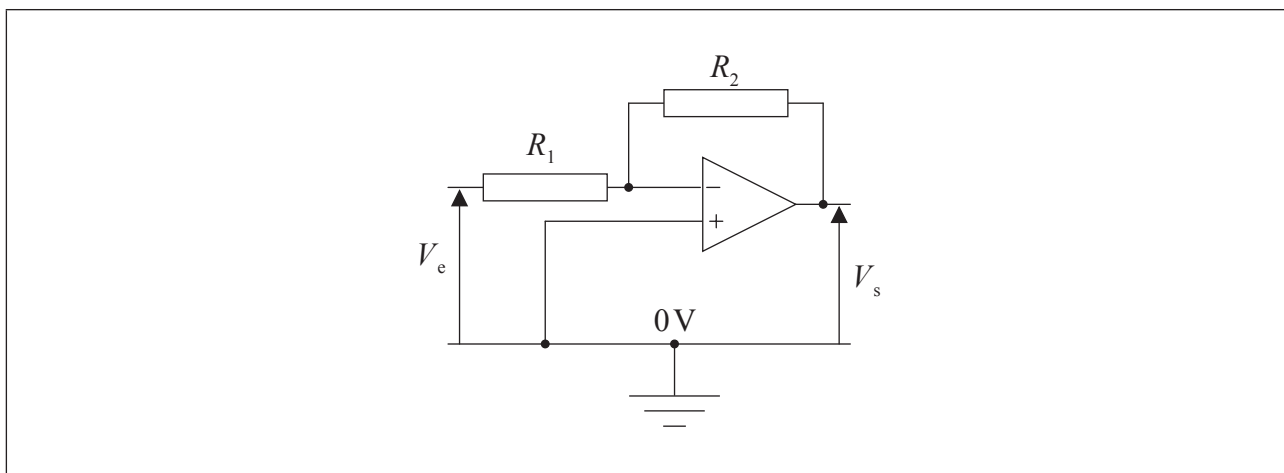 R₂
R₁
−
+
Vₑ
Vₛ
0 V